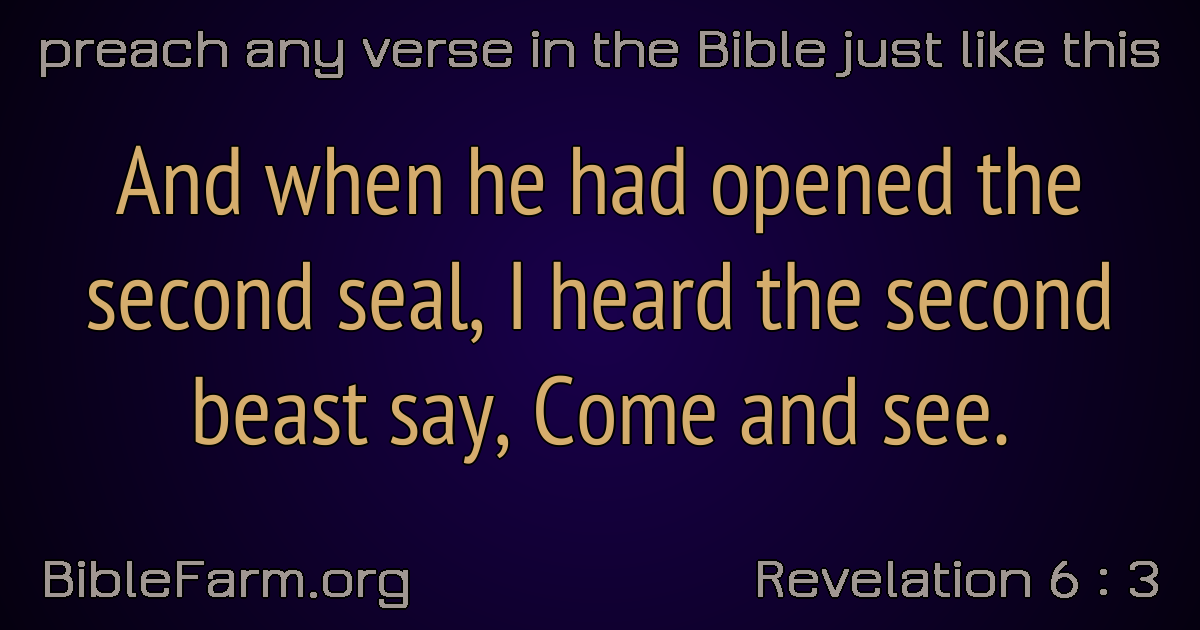 preach any verse in the Bible just like this
And when he had opened the
second seal, I heard the second
beast say, Come and see.
BibleFarm.org
Revelation 6 : 3